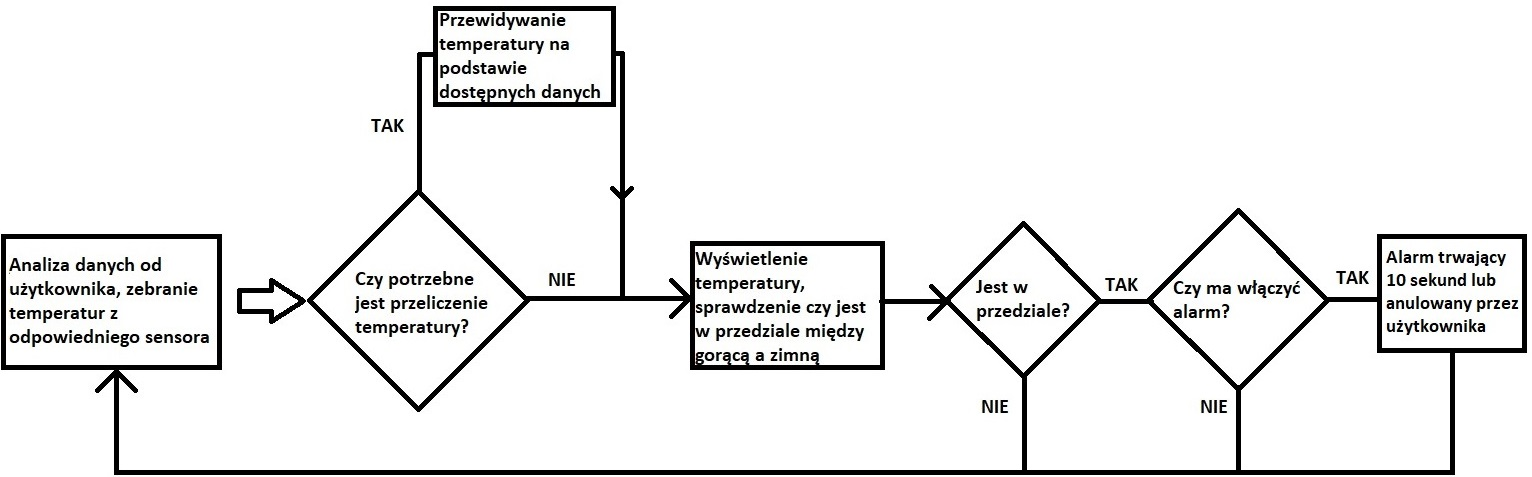 Przewidywanie
temperatury na
podstawie
dostępnych danych
TAK
Analiza danych od
użytkownika, zebranie
temperatur z
odpowiedniego sensora
Czy potrzebne
jest przeliczenie
temperatury?
NIE
Wyświetlenie
temperatury,
sprawdzenie czy jest
w przedziale między
gorącą a zimną
Jest w
przedziale?
TAK
NIE
Czy ma włączyć
alarm?
TAK
NIE
Alarm trwający
10 sekund lub
anulowany przez
użytkownika